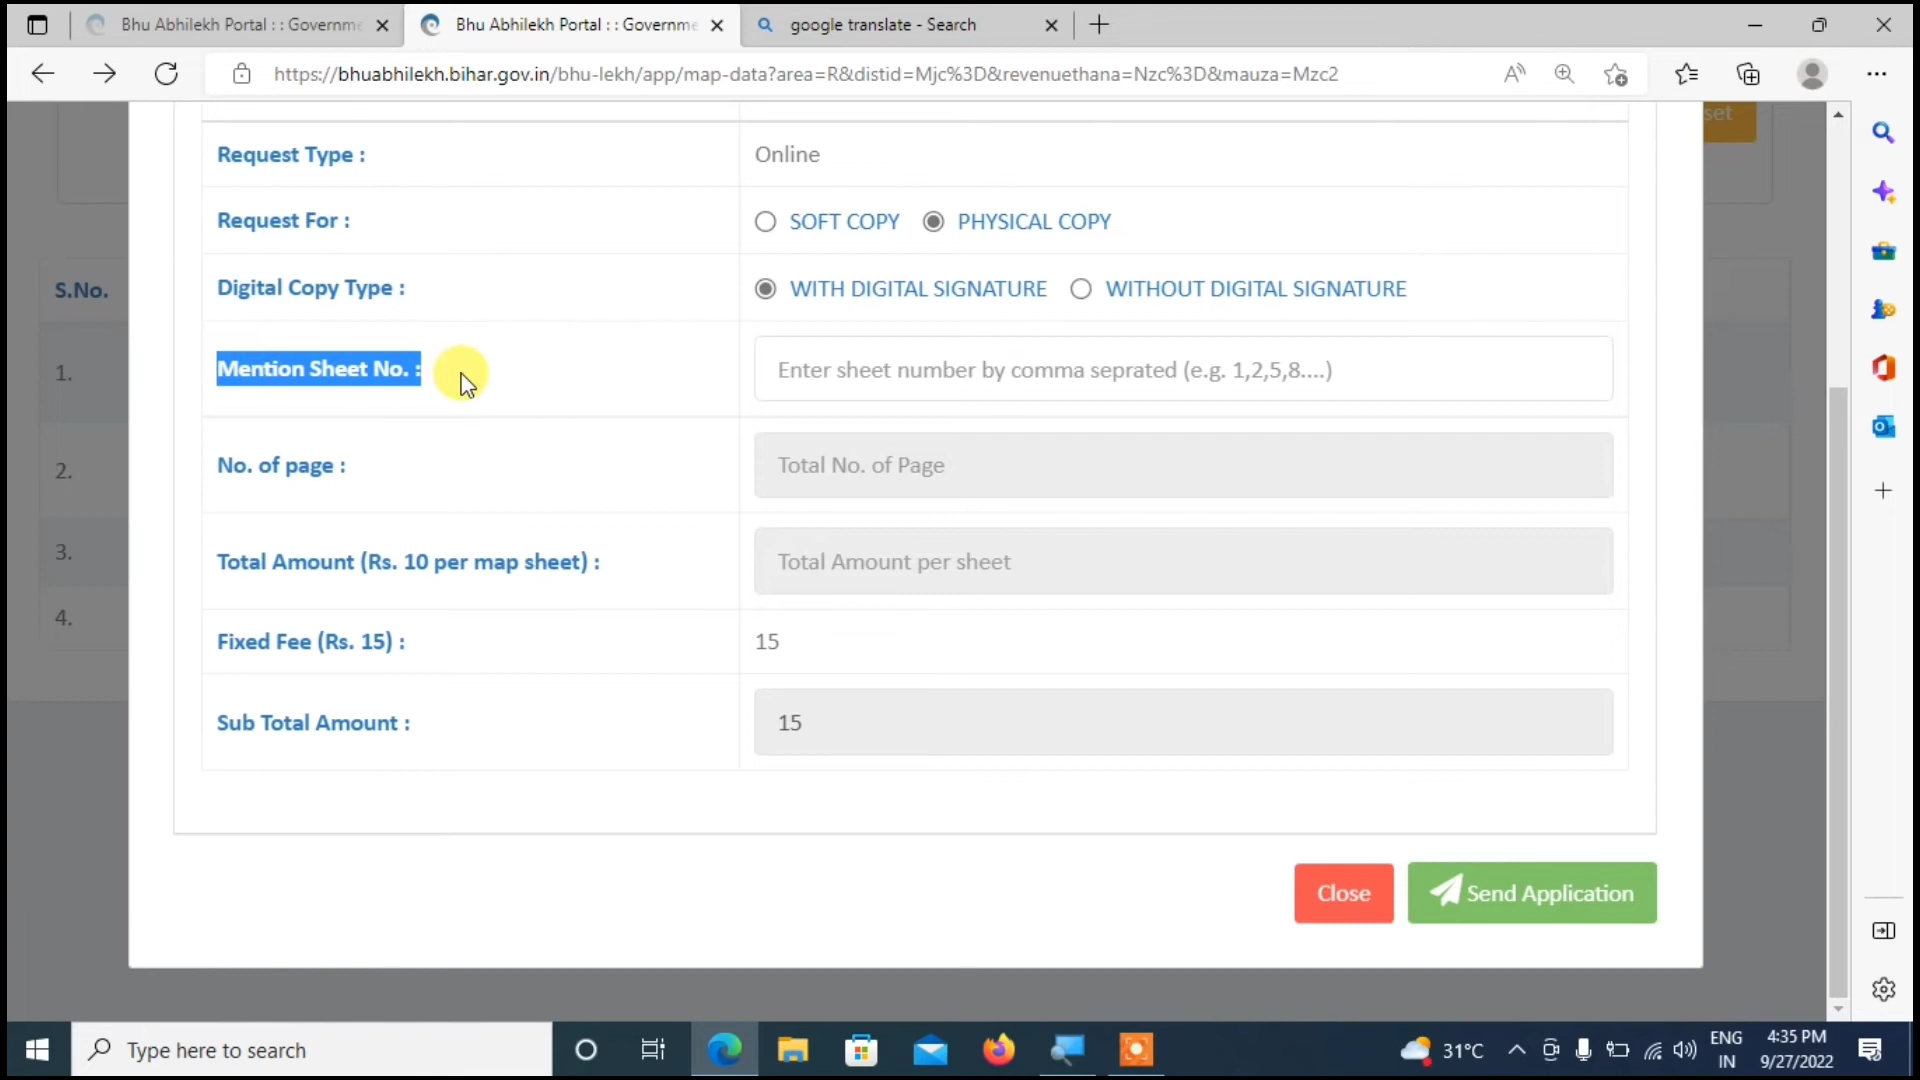 Bhu Abhilekh Portal : : Governme
Bhu Abhilekh Portal : : Governme
google translate - Search
https://bhuabhilekh.bihar.gov.in/bhu-lekh/app/map-data?area=R&distid=Mjc%3D&revenuethana=Nzc%3D&mauza=Mzc2
set
Request Type :
Online
Request For :
SOFT COPY
PHYSICAL COPY
S.No.
Digital Copy Type :
WITH DIGITAL SIGNATURE
WITHOUT DIGITAL SIGNATURE
1.
Mention Sheet No. :
Enter sheet number by comma seprated (e.g. 1,2,5,8....)
2.
No. of page :
Total No. of Page
3.
Total Amount (Rs. 10 per map sheet) :
Total Amount per sheet
4.
Fixed Fee (Rs. 15) :
15
Sub Total Amount :
15
Close
Send Application
Type here to search
31°C
ENG
IN
4:35 PM
9/27/2022